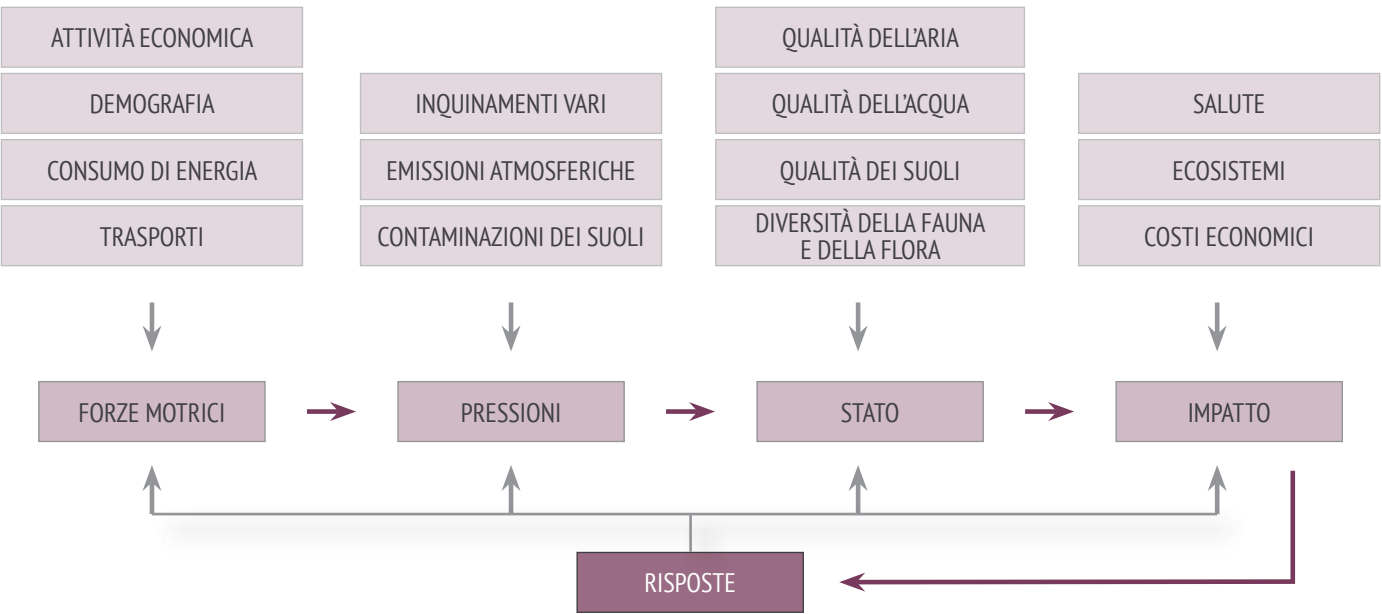 ATTIVITÀ ECONOMICA
DEMOGRAFIA
CONSUMO DI ENERGIA
TRASPORTI
INQUINAMENTI VARI
EMISSIONI ATMOSFERICHE
CONTAMINAZIONI DEI SUOLI
QUALITÀ DELL'ARIA
QUALITÀ DELL'ACQUA
QUALITÀ DEI SUOLI
DIVERSITÀ DELLA FAUNA
E DELLA FLORA
SALUTE
ECOSISTEMI
COSTI ECONOMICI
FORZE MOTRICI
PRESSIONI
STATO
IMPATTO
RISPOSTE